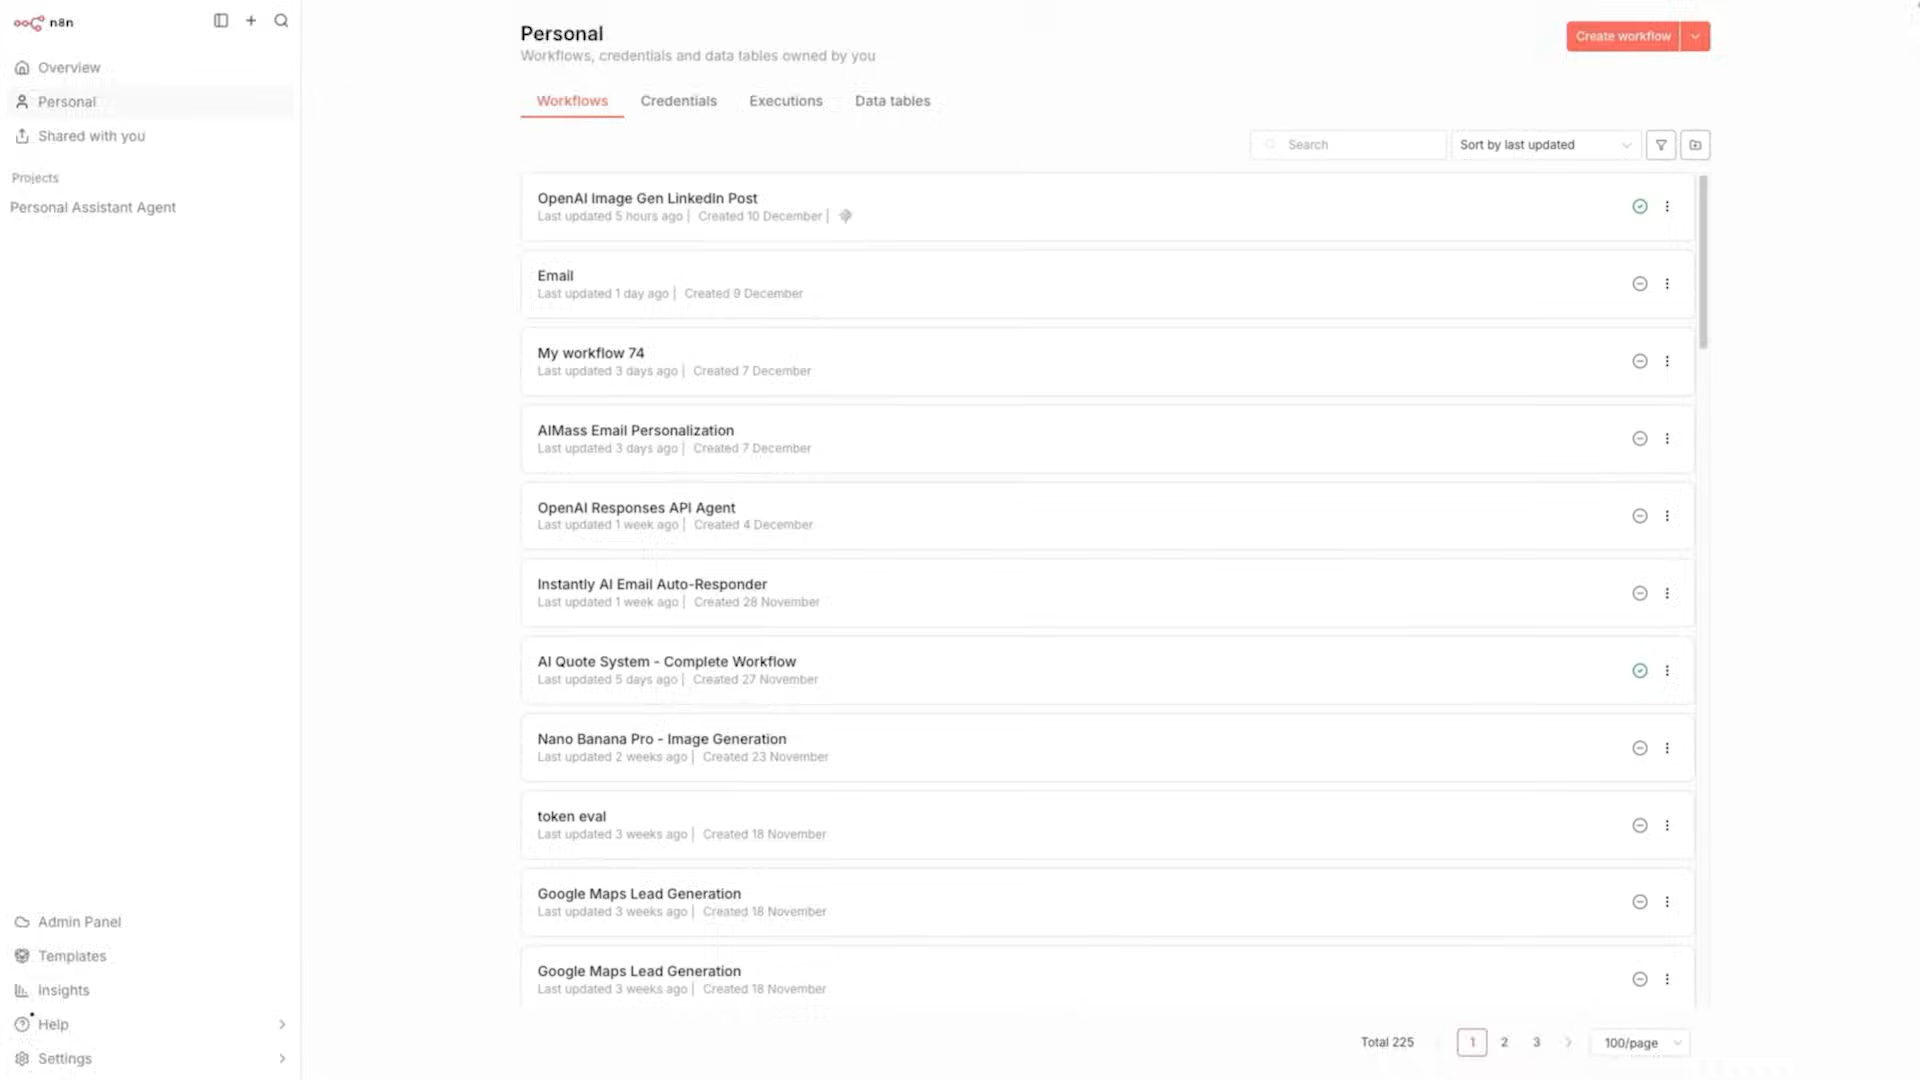 n8n
Overview
Personal
Shared with you
Projects
Personal Assistant Agent
Admin Panel
Templates
Insights
Help
Settings
Personal
Workflows, credentials and data tables owned by you
Create workflow
Workflows Credentials Executions Data tables
Search Sort by last updated
OpenAI Image Gen LinkedIn Post
Last updated 5 hours ago | Created 10 December |
Email
Last updated 1 day ago | Created 9 December
My workflow 74
Last updated 3 days ago | Created 7 December
AIMass Email Personalization
Last updated 3 days ago | Created 7 December
OpenAI Responses API Agent
Last updated 1 week ago | Created 4 December
Instantly AI Email Auto-Responder
Last updated 1 week ago | Created 28 November
AI Quote System - Complete Workflow
Last updated 5 days ago | Created 27 November
Nano Banana Pro - Image Generation
Last updated 2 weeks ago | Created 23 November
token eval
Last updated 3 weeks ago | Created 18 November
Google Maps Lead Generation
Last updated 3 weeks ago | Created 18 November
Google Maps Lead Generation
Last updated 3 weeks ago | Created 18 November
Total 225 1 2 3 100/page